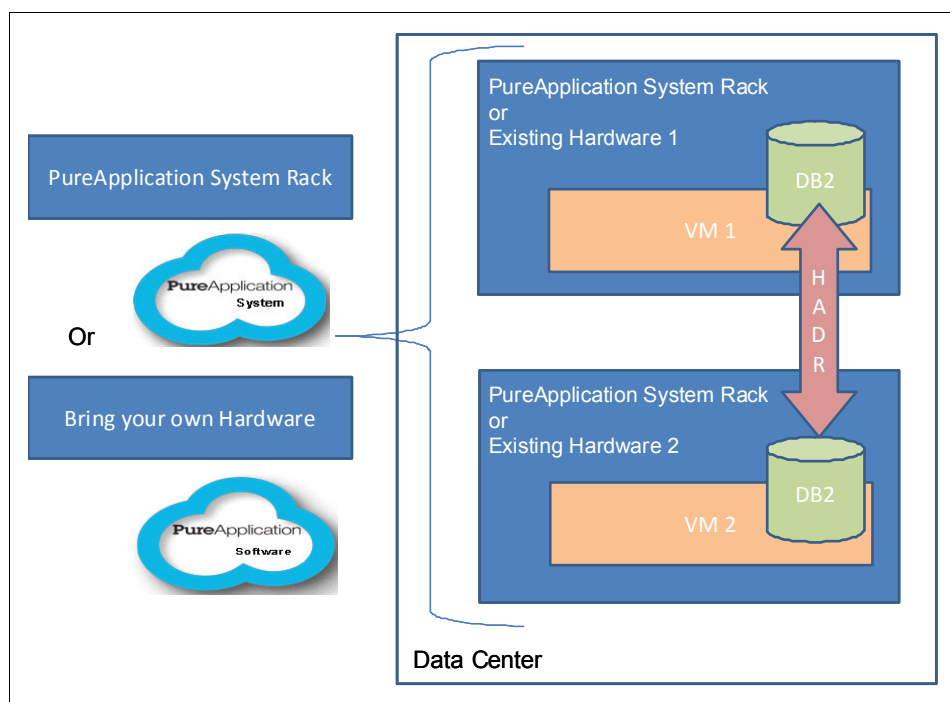 PureApplication System Rack
PureApplication
System
Or
Bring your own Hardware
PureApplication
Software
PureApplication System Rack
or
Existing Hardware 1
DB2
VM 1
H
A
D
R
PureApplication System Rack
or
Existing Hardware 2
DB2
VM 2
Data Center